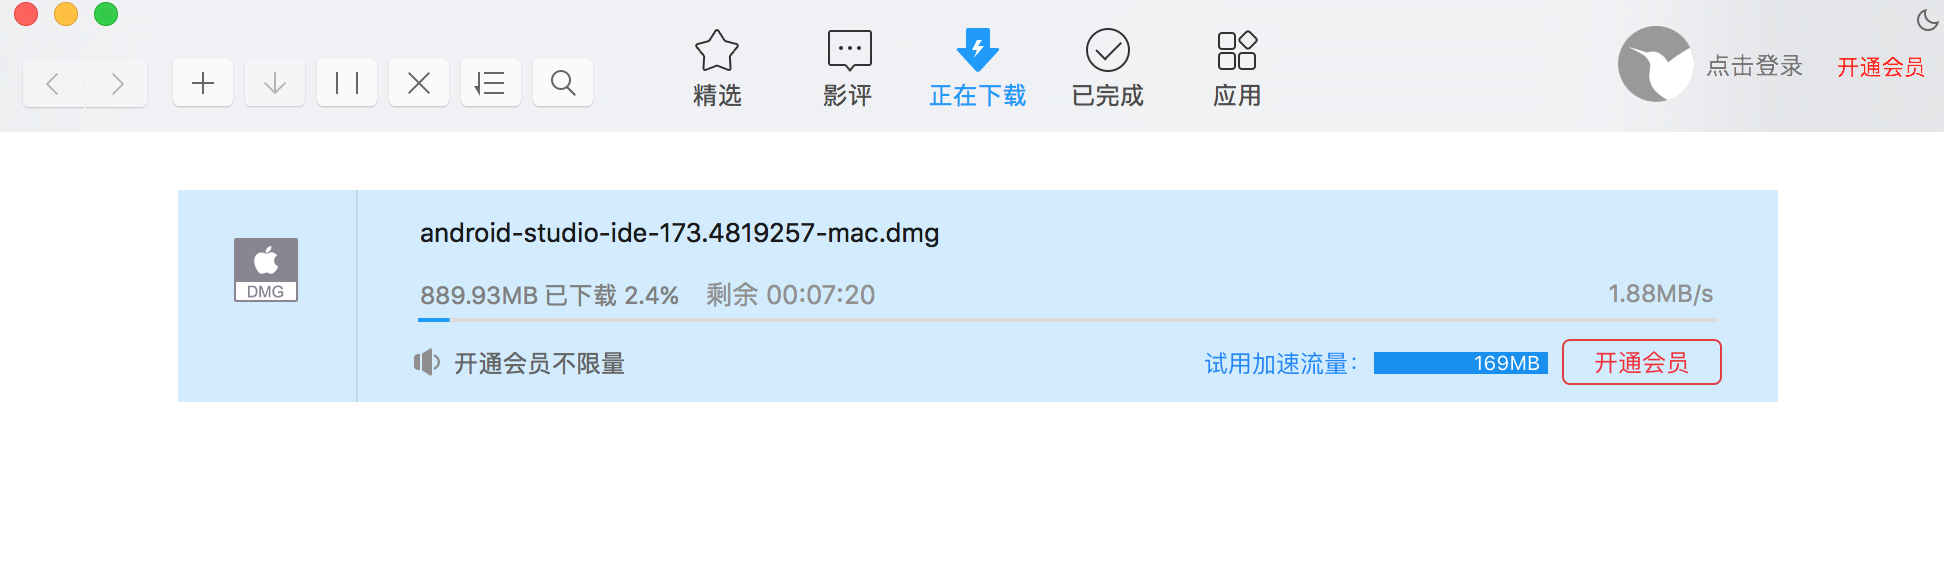 精选 影评 正在下载 已完成 应用
点击登录 开通会员
android-studio-ide-173.4819257-mac.dmg
DMG
889.93MB 已下载 2.4% 剩余 00:07:20 1.88MB/s
开通会员不限量 试用加速流量: 169MB 开通会员